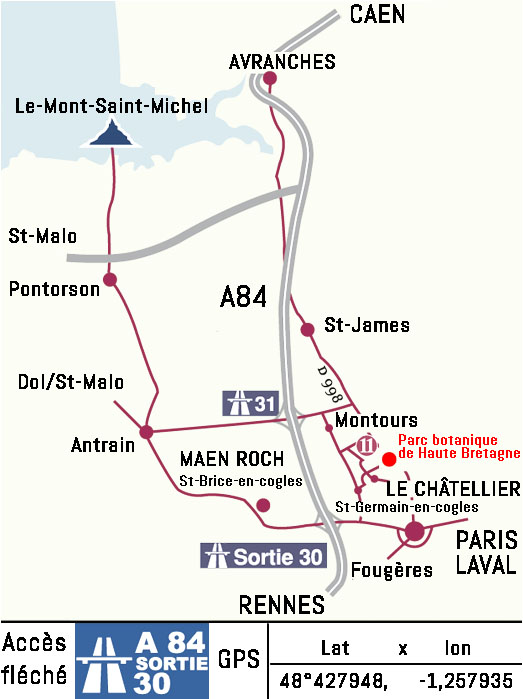 CAEN
AVRANCHES
Le-Mont-Saint-Michel
St-Malo
Pontorson
A84
St-James
D 998
Dol/St-Malo
31
Montours
Antrain
11
Parc botanique
de Haute Bretagne
MAEN ROCH
St-Brice-en-cogles
LE CHÂTELLIER
St-Germain-en-cogles
Sortie 30
PARIS
LAVAL
Fougères
RENNES
Accès
fléché
A 84
SORTIE
30
GPS
Lat x lon
48°427948, -1,257935